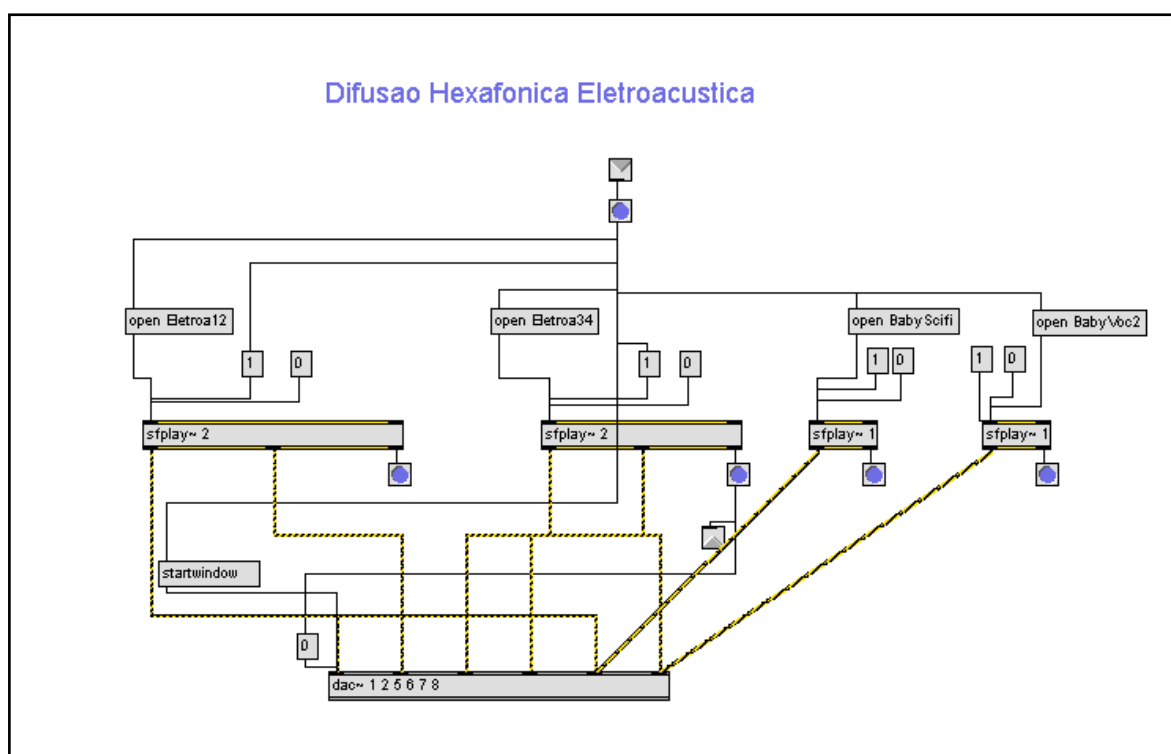 Difusao Hexafonica Eletroacustica
open Eletroa12
open Eletroa34
open BabyScifi
open BabyVoc2
1
0
1
0
1
0
1
0
sfplay~ 2
sfplay~ 2
sfplay~ 1
sfplay~ 1
startwindow
0
dac~ 1 2 5 6 7 8